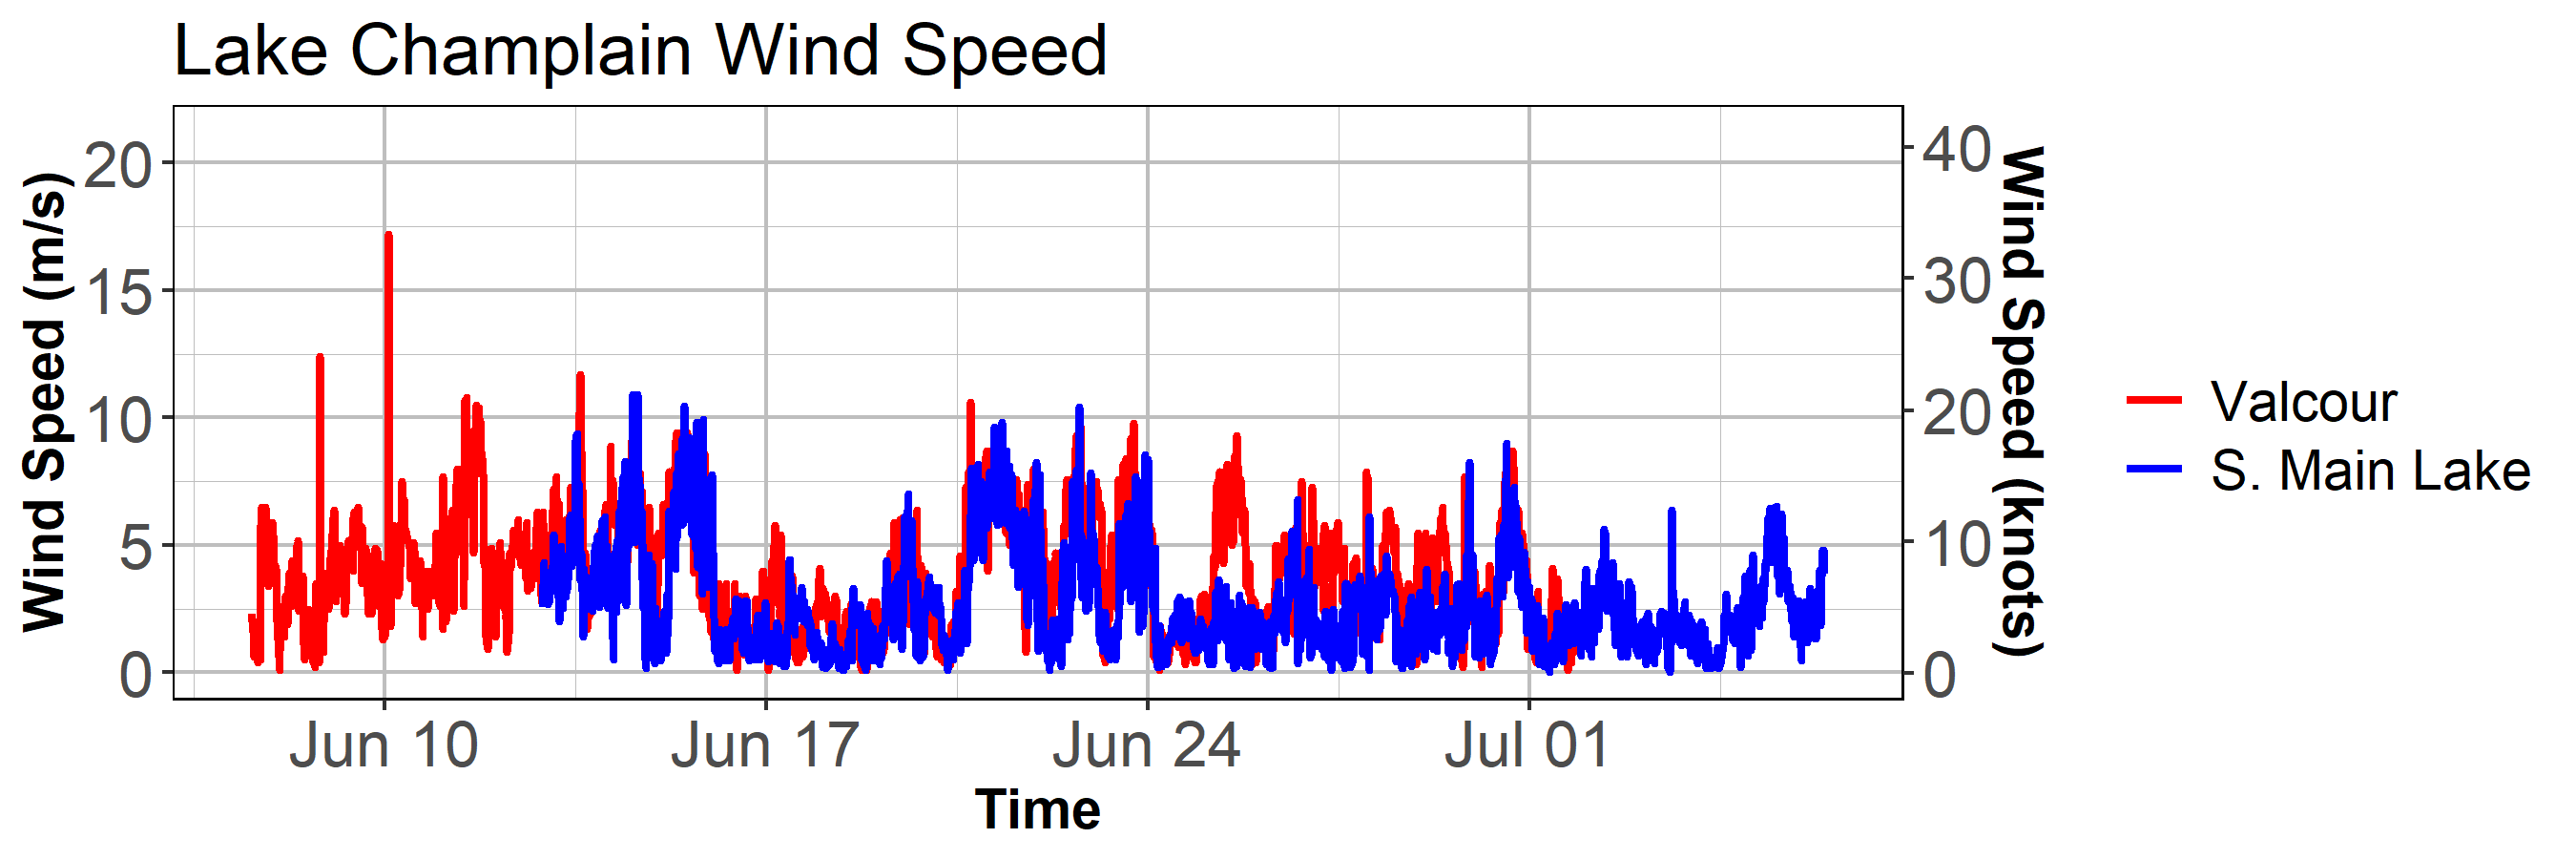 Lake Champlain Wind Speed
Wind Speed (m/s)
20
15
10
5
0
40
30
20
10
0
Wind Speed (knots)
Jun 10
Jun 17
Jun 24
Jul 01
Time
Valcour
S. Main Lake